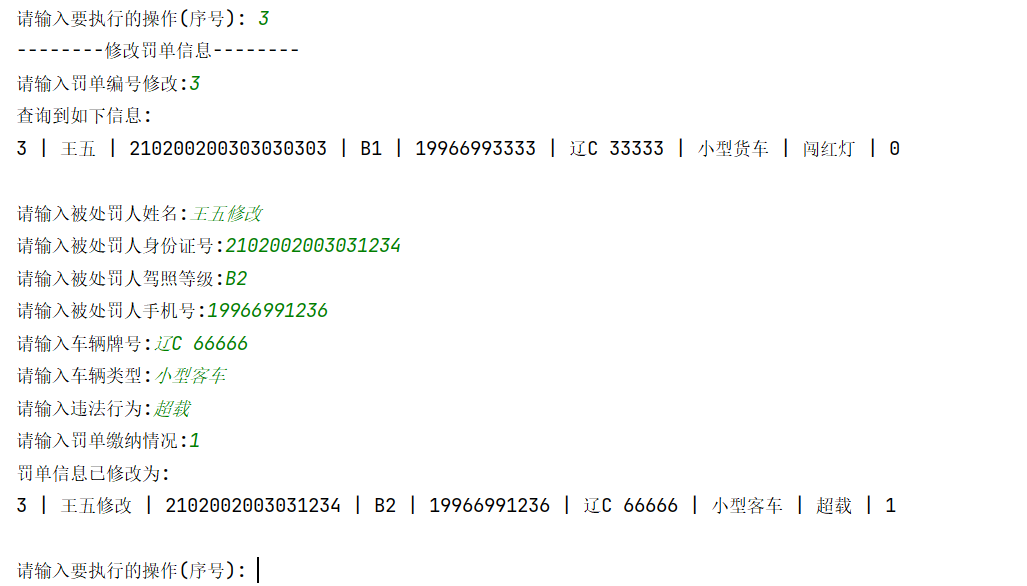 请输入要执行的操作(序号): 3
--------修改罚单信息--------
请输入罚单编号修改:3
查询到如下信息:
3 | 王五 | 210200200303030303 | B1 | 19966993333 | 辽C 33333 | 小型货车 | 闯红灯 | 0
请输入被处罚人姓名:王五修改
请输入被处罚人身份证号:2102002003031234
请输入被处罚人驾照等级:B2
请输入被处罚人手机号:19966991236
请输入车辆牌号:辽C 66666
请输入车辆类型:小型客车
请输入违法行为:超载
请输入罚单缴纳情况:1
罚单信息已修改为:
3 | 王五修改 | 2102002003031234 | B2 | 19966991236 | 辽C 66666 | 小型客车 | 超载 | 1
请输入要执行的操作(序号):